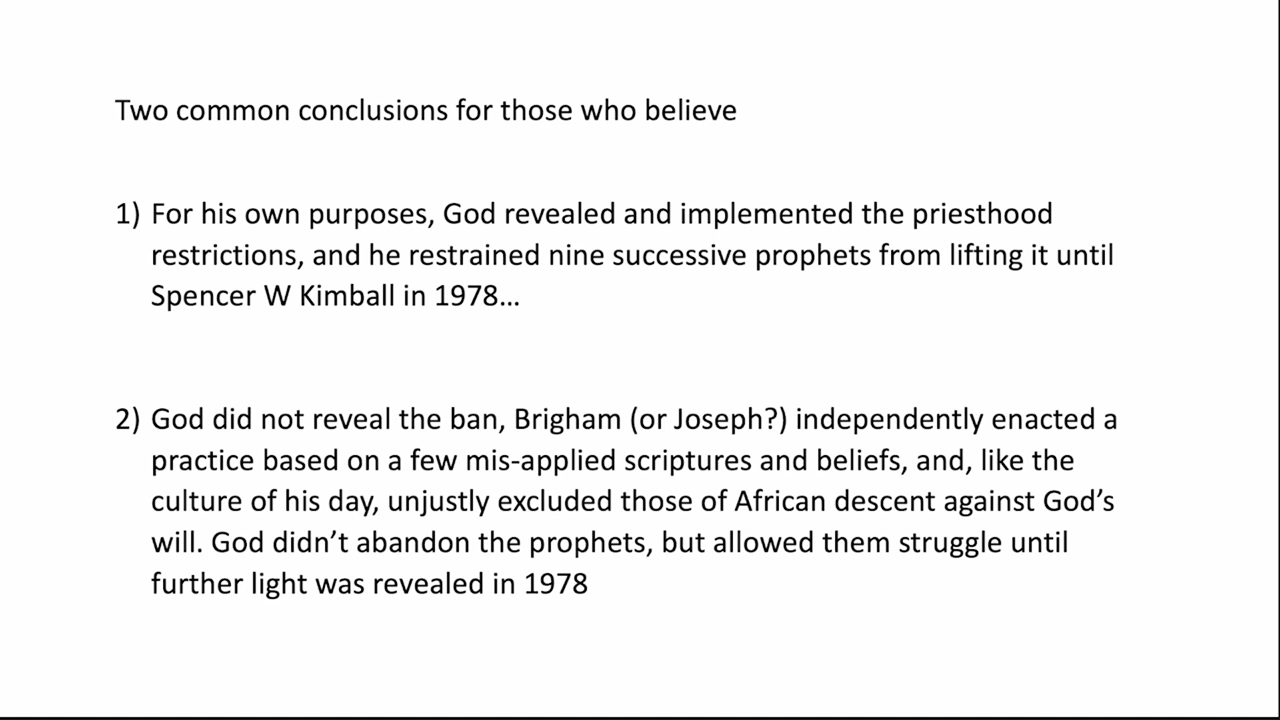 Two common conclusions for those who believe
1) For his own purposes, God revealed and implemented the priesthood
restrictions, and he restrained nine successive prophets from lifting it until
Spencer W Kimball in 1978...
2) God did not reveal the ban, Brigham (or Joseph?) independently enacted a
practice based on a few mis-applied scriptures and beliefs, and, like the
culture of his day, unjustly excluded those of African descent against God’s
will. God didn’t abandon the prophets, but allowed them struggle until
further light was revealed in 1978